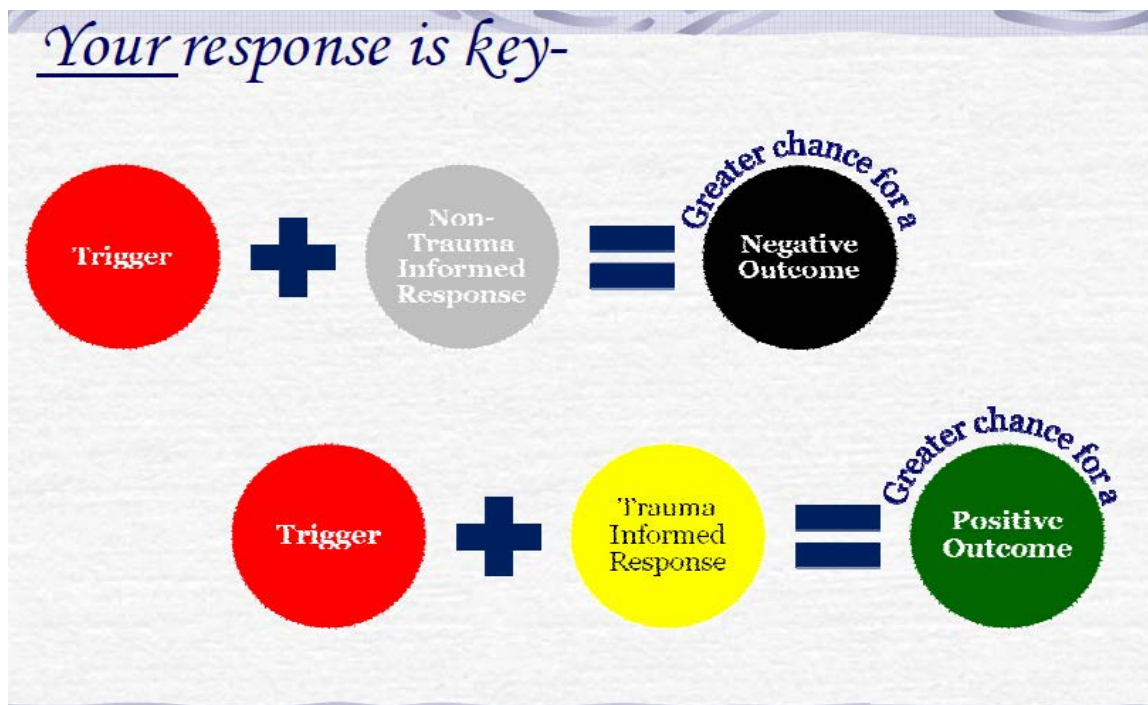 Your response is key-
Greater chance for a
Trigger
Non-
Trauma
Informed
Response
Negative
Outcome
Greater chance for a
Trigger
Trauma
Informed
Response
Positive
Outcome